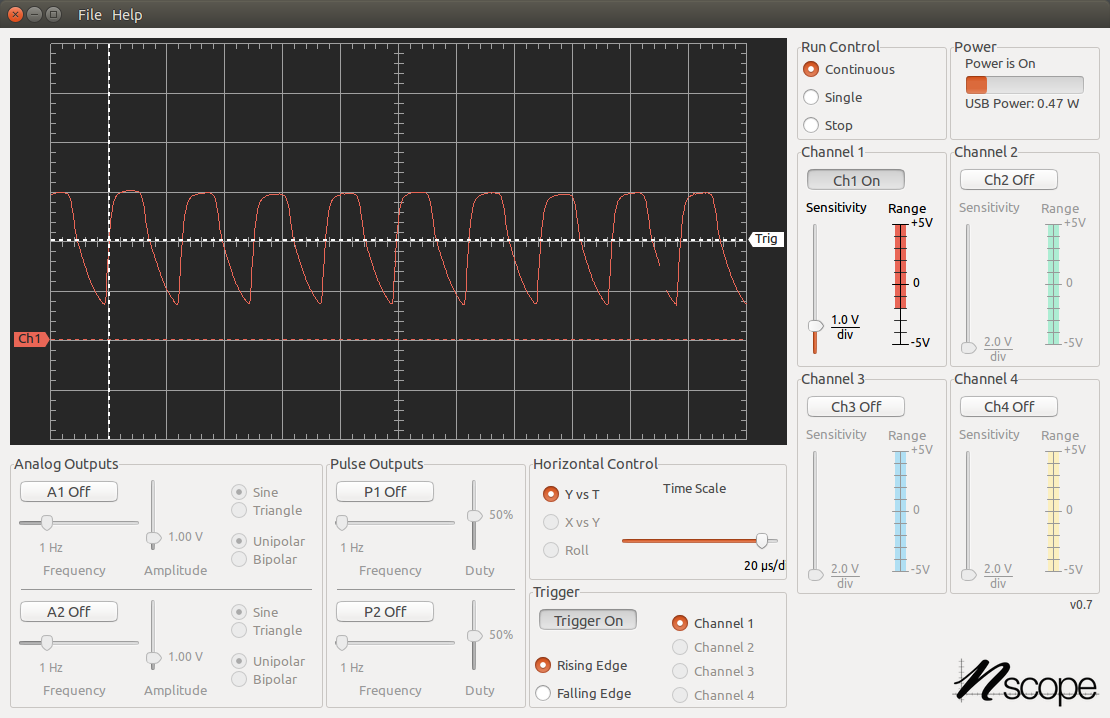 File Help
Run Control
Continuous
Single
Stop
Power
Power is On
USB Power: 0.47 W
Trig
Ch1
Channel 1
Ch1 On
Sensitivity Range
+5V
0
-5V
1.0 V
div
Channel 2
Ch2 Off
Sensitivity Range
+5V
0
-5V
2.0 V
div
Channel 3
Ch3 Off
Sensitivity Range
+5V
0
-5V
2.0 V
div
Channel 4
Ch4 Off
Sensitivity Range
+5V
0
-5V
2.0 V
div
Analog Outputs
A1 Off
1 Hz
Frequency
1.00 V
Amplitude
Sine
Triangle
Unipolar
Bipolar
A2 Off
1 Hz
Frequency
1.00 V
Amplitude
Sine
Triangle
Unipolar
Bipolar
Pulse Outputs
P1 Off
1 Hz
Frequency
50%
Duty
P2 Off
1 Hz
Frequency
50%
Duty
Horizontal Control
Y vs T
X vs Y
Roll
Time Scale
20 µs/d
Trigger
Trigger On
Rising Edge
Falling Edge
Channel 1
Channel 2
Channel 3
Channel 4
v0.7
nscope